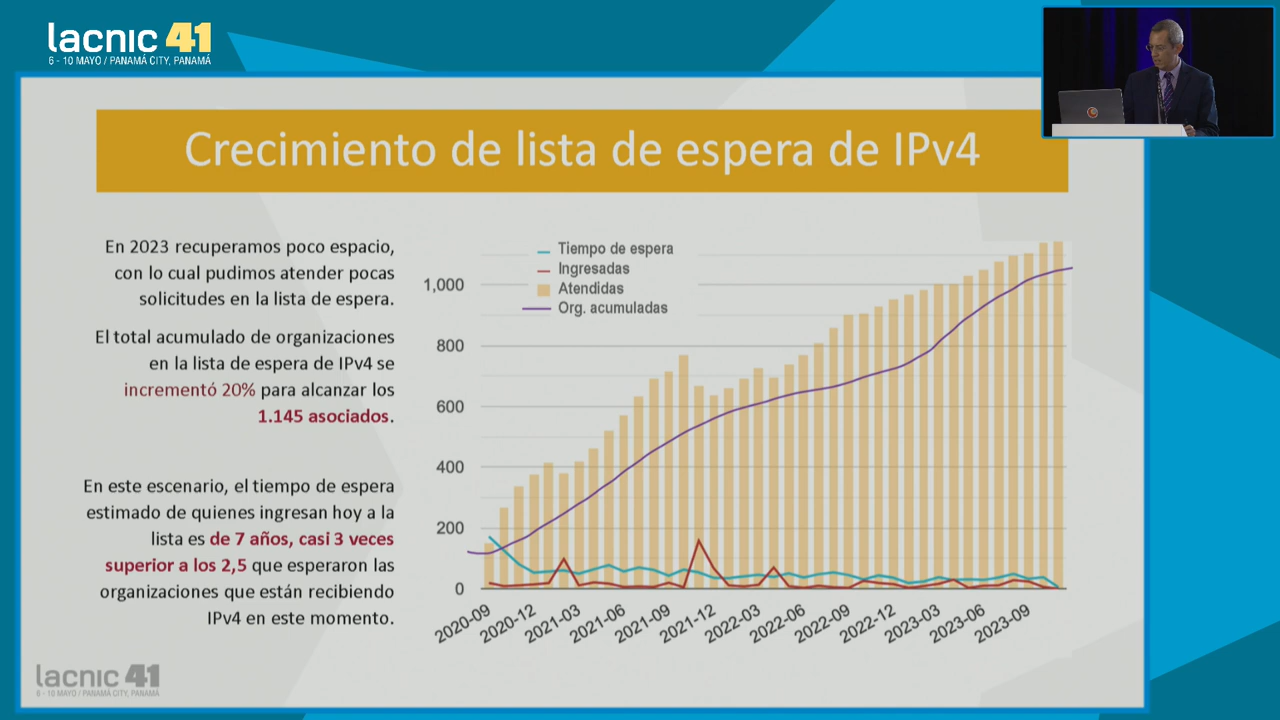 lacnic 41
6 - 10 MAYO / PANAMÁ CITY, PANAMÁ
Crecimiento de lista de espera de IPv4
En 2023 recuperamos poco espacio,
con lo cual pudimos atender pocas
solicitudes en la lista de espera.
El total acumulado de organizaciones
en la lista de espera de IPv4 se
incrementó 20% para alcanzar los
1.145 asociados.
En este escenario, el tiempo de espera
estimado de quienes ingresan hoy a la
lista es de 7 años, casi 3 veces
superior a los 2,5 que esperaron las
organizaciones que están recibiendo
IPv4 en este momento.
Tiempo de espera
Ingresadas
Atendidas
Org. acumuladas
1,000
800
600
400
200
0
2020-09
2020-12
2021-03
2021-06
2021-09
2021-12
2022-03
2022-06
2022-09
2022-12
2023-03
2023-06
2023-09
lacnic 41
6 - 10 MAYO / PANAMÁ CITY, PANAMÁ